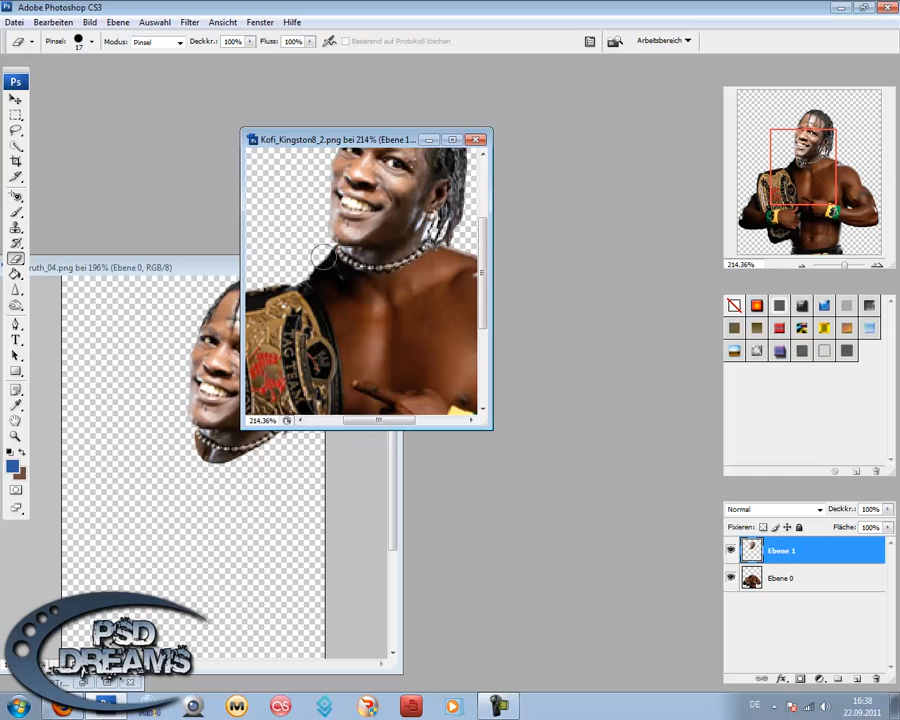 Adobe Photoshop CS3
Datei Bearbeiten Bild Ebene Auswahl Filter Ansicht Fenster Hilfe
Pinsel: 17 Modus: Pinsel Deckkr.: 100% Fluss: 100% Basierend auf Protokoll löschen Arbeitsbereich
Ps
Kofi_Kingston8_2.png bei 214% (Ebene 1...
ruth_04.png bei 196% (Ebene 0, RGB/8)
TAG TEAM
214.36%
214.36%
Normal Deckkr.: 100%
Fixieren: Fläche: 100%
Ebene 1
Ebene 0
PSD
DREAMS
DE 16:38
22.09.2011